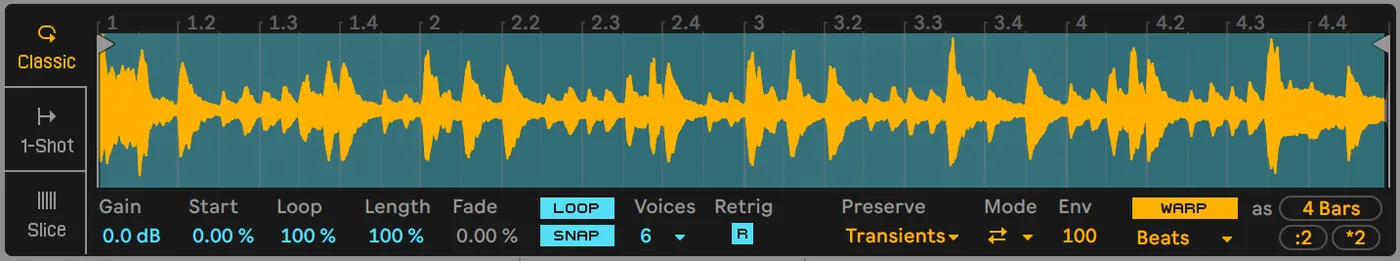 1 1.2 1.3 1.4 2 2.2 2.3 2.4 3 3.2 3.3 3.4 4 4.2 4.3 4.4
Classic
1-Shot
Slice
Gain Start Loop Length Fade LOOP Voices Retrig Preserve Mode Env WARP as 4 Bars
0.0 dB 0.00 % 100 % 100 % 0.00 % SNAP 6 R Transients 100 Beats :2 *2